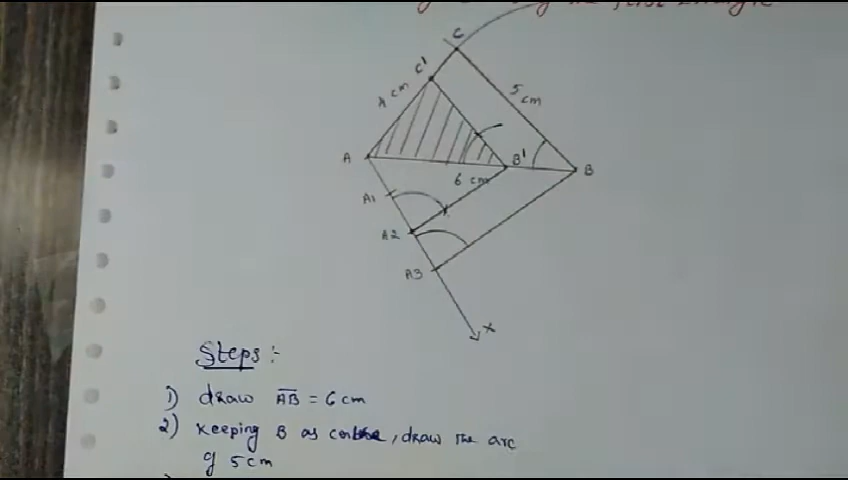 C
C'
4 cm
5 cm
A
B'
B
6 cm
A1
A2
A3
X
Steps :-
1) draw AB = 6 cm
2) Keeping B as centre, draw the arc
of 5 cm